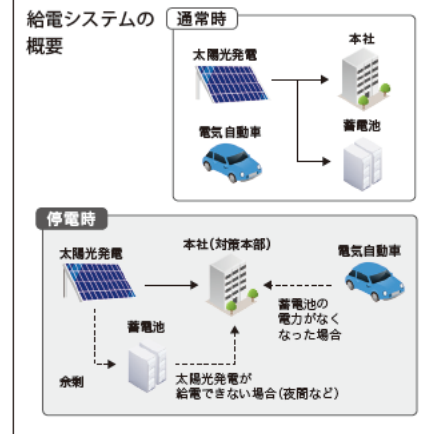 給電システムの
概要
通常時
太陽光発電
本社
電気自動車
蓄電池
停電時
太陽光発電
本社(対策本部)
電気自動車
蓄電池の
電力がなく
なった場合
蓄電池
余剰
太陽光発電が
給電できない場合(夜間など)